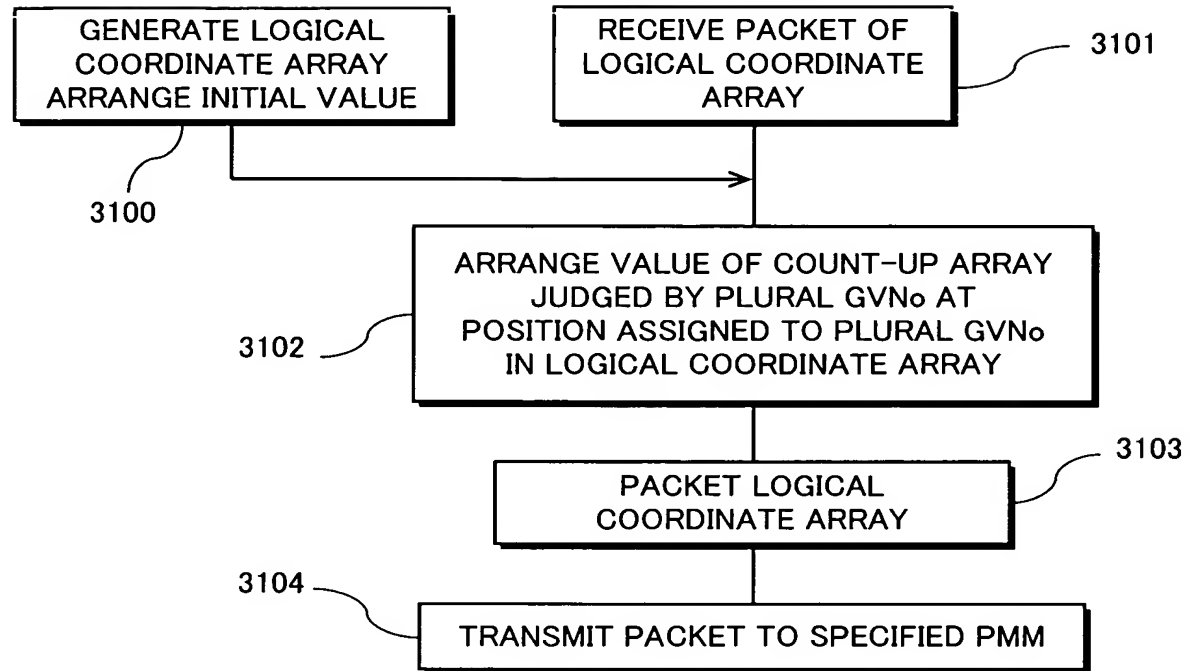 GENERATE LOGICAL
COORDINATE ARRAY
ARRANGE INITIAL VALUE
3100
RECEIVE PACKET OF
LOGICAL COORDINATE
ARRAY
3101
ARRANGE VALUE OF COUNT-UP ARRAY
JUDGED BY PLURAL GVNo AT
POSITION ASSIGNED TO PLURAL GVNo
IN LOGICAL COORDINATE ARRAY
3102
PACKET LOGICAL
COORDINATE ARRAY
3103
3104
TRANSMIT PACKET TO SPECIFIED PMM